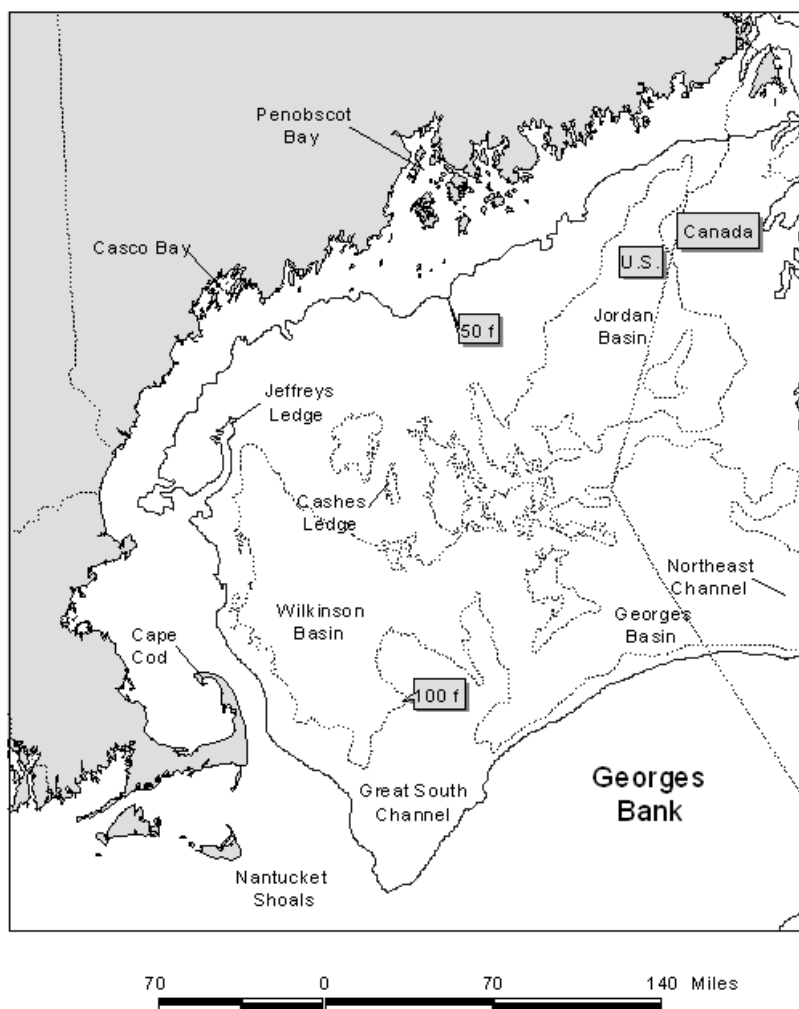 Penobscot
Bay
Casco Bay
Canada
U.S.
Jordan
Basin
50 f
Jeffreys
Ledge
Cashes
Ledge
Northeast
Channel
Wilkinson
Basin
Georges
Basin
Cape
Cod
100 f
Great South
Channel
Georges
Bank
Nantucket
Shoals
70 0 70 140 Miles